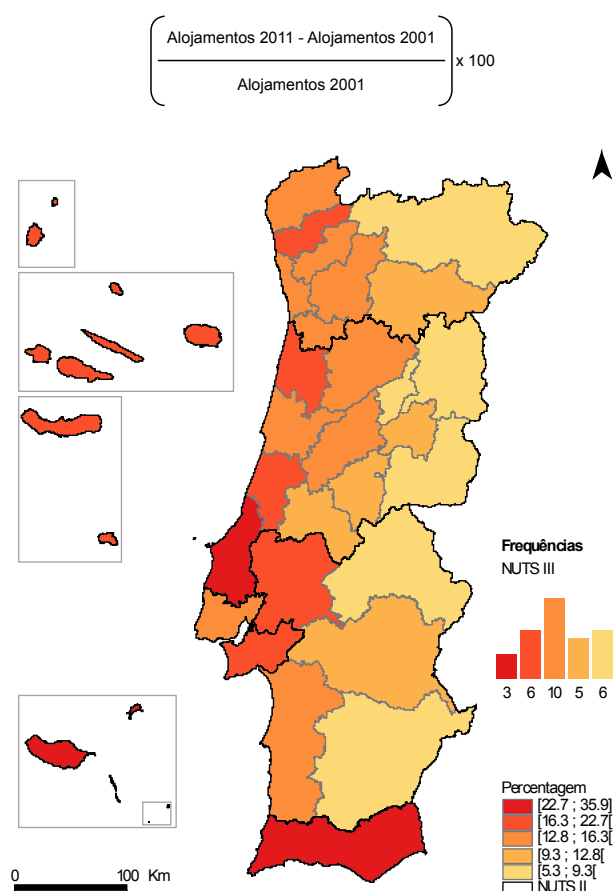 Alojamentos 2011 - Alojamentos 2001
x 100
Alojamentos 2001
Frequências
NUTS III
3 6 10 5 6
Percentagem
[22.7 ; 35.9]
[16.3 ; 22.7[
[12.8 ; 16.3[
[9.3 ; 12.8[
[5.3 ; 9.3[
NUTS II
0 100 Km